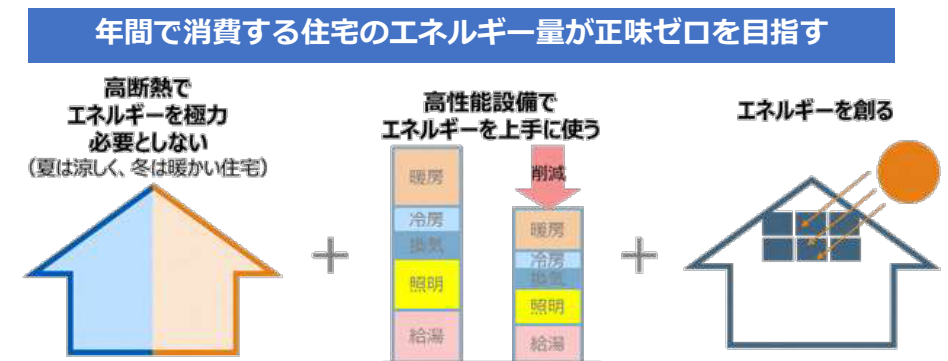 年間で消費する住宅のエネルギー量が正味ゼロを目指す
高断熱で
エネルギーを極力
必要としない
（夏は涼しく、冬は暖かい住宅）
高性能設備で
エネルギーを上手に使う
暖房
冷房
換気
照明
給湯
削減
暖房
冷房
換気
照明
給湯
エネルギーを創る